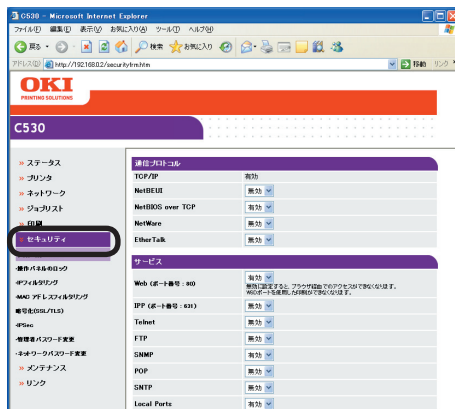 C530 - Microsoft Internet Explorer
ファイル(F) 編集(E) 表示(V) お気に入り(A) ツール(T) ヘルプ(H)
戻る 検索 お気に入り
アドレス(D) http://192.168.0.2/securitytrm.htm 移動 リンク
OKI
PRINTING SOLUTIONS
C530
» ステータス
» プリンタ
» ネットワーク
» ジョブリスト
» 印刷
» セキュリティ
・操作パネルのロック
・IPフィルタリング
・MAC アドレスフィルタリング
暗号化(SSL/TLS)
・IPSec
・管理者パスワード変更
・ネットワークパスワード変更
» メンテナンス
» リンク
通信プロトコル
TCP/IP 有効
NetBEUI 無効
NetBIOS over TCP 有効
NetWare 無効
EtherTalk 無効
サービス
Web (ポート番号 : 80) 有効
無効に設定すると、ブラウザ経由でのアクセスができなくなります。
WSDポートを使用した印刷ができなくなります。
IPP (ポート番号 : 631) 有効
Telnet 無効
FTP 無効
SNMP 有効
POP 無効
SNTP 無効
Local Ports 有効